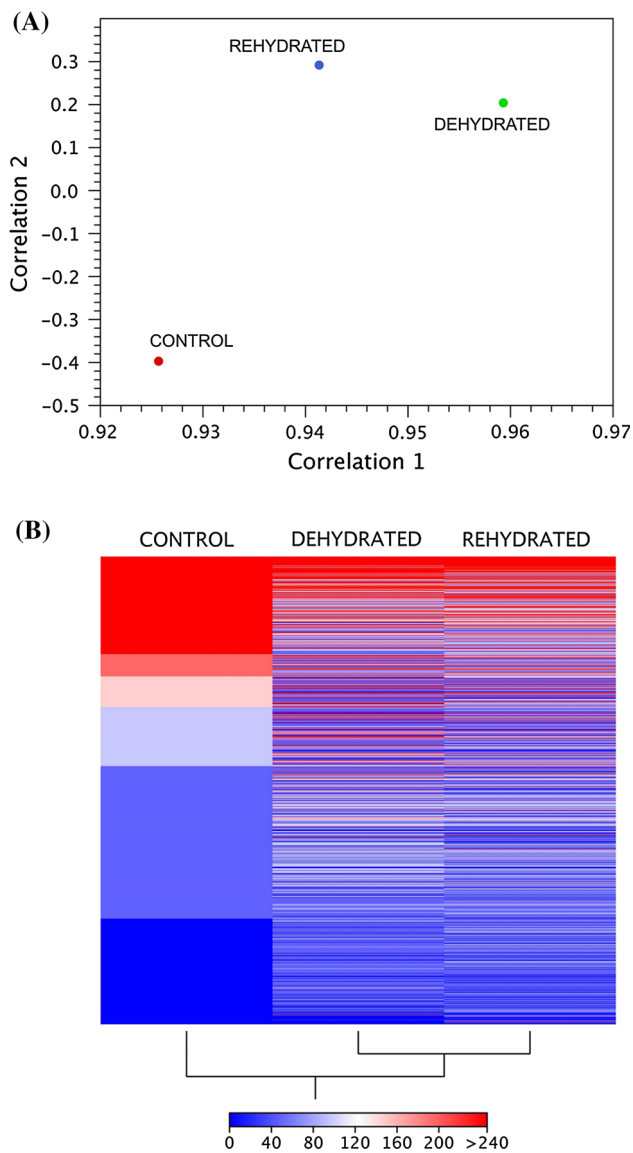 (A)
REHYDRATED
DEHYDRATED
CONTROL
Correlation 2
0.3
0.2
0.1
0.0
−0.1
−0.2
−0.3
−0.4
−0.5
0.92 0.93 0.94 0.95 0.96 0.97
Correlation 1
(B)
CONTROL DEHYDRATED REHYDRATED
0 40 80 120 160 200 >240